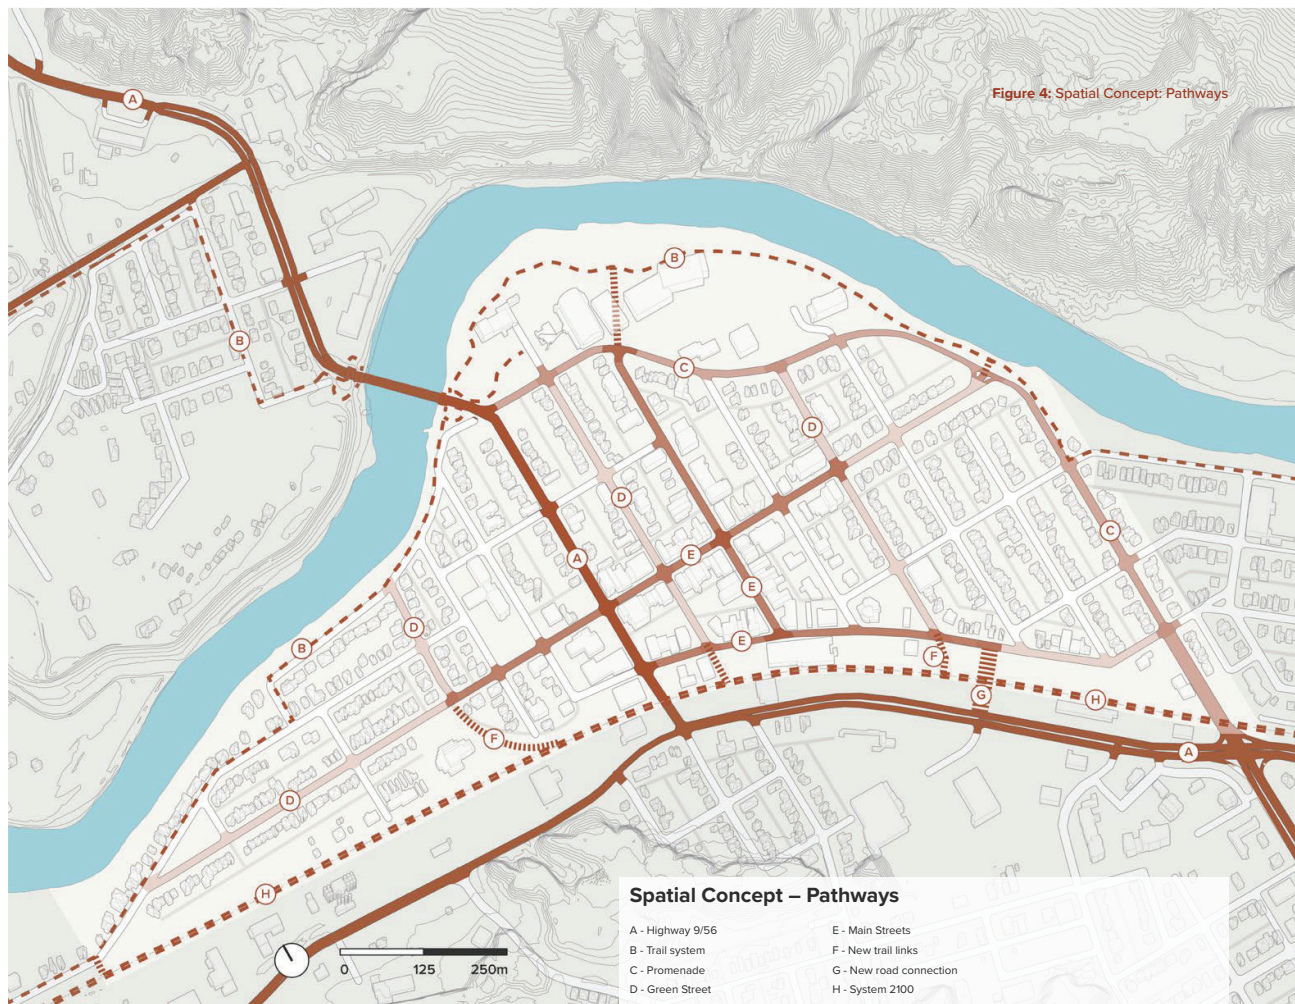 Figure 4: Spatial Concept: Pathways
A
B
B
C
D
D
C
A
E
E
D
E
B
F
F
G
H
A
D
H
0 125 250m
Spatial Concept – Pathways
A - Highway 9/56
B - Trail system
C - Promenade
D - Green Street
E - Main Streets
F - New trail links
G - New road connection
H - System 2100